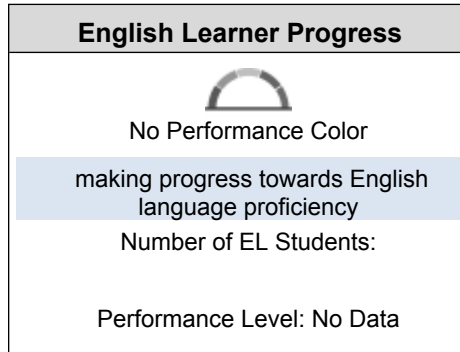 English Learner Progress
No Performance Color
making progress towards English
language proficiency
Number of EL Students:
Performance Level: No Data